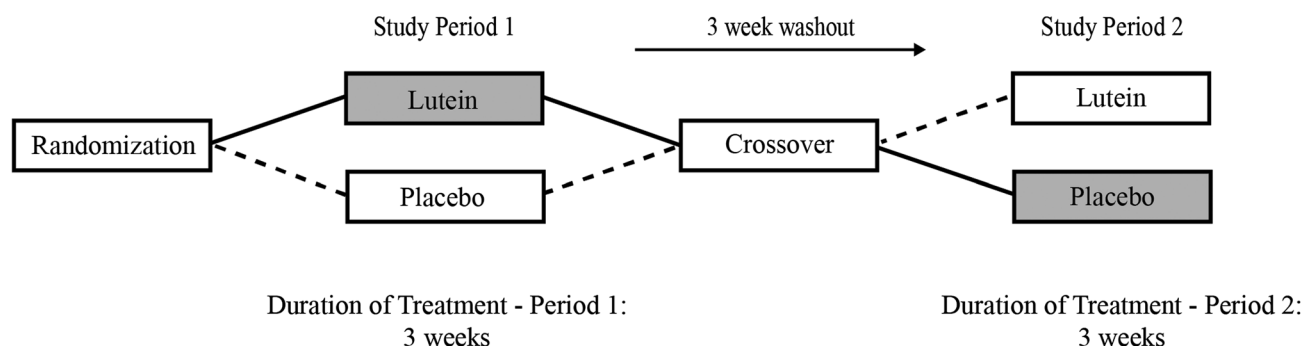 Study Period 1
3 week washout
Study Period 2
Lutein
Lutein
Randomization
Crossover
Placebo
Placebo
Duration of Treatment - Period 1:
3 weeks
Duration of Treatment - Period 2:
3 weeks